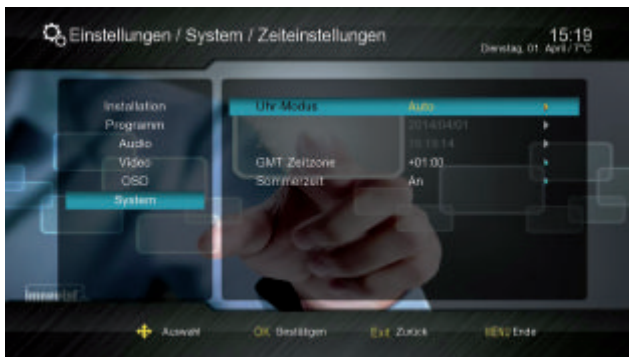 Einstellungen / System / Zeiteinstellungen
15:19
Dienstag, 01 April / 7°C
Installation
Programm
Audio
Video
OSD
System
Uhr-Modus Auto
2014/04/01
GMT Zeitzone +01:00
Sommerzeit An
Auswahl OK Bestätigen Exit Zurück MENU Ende